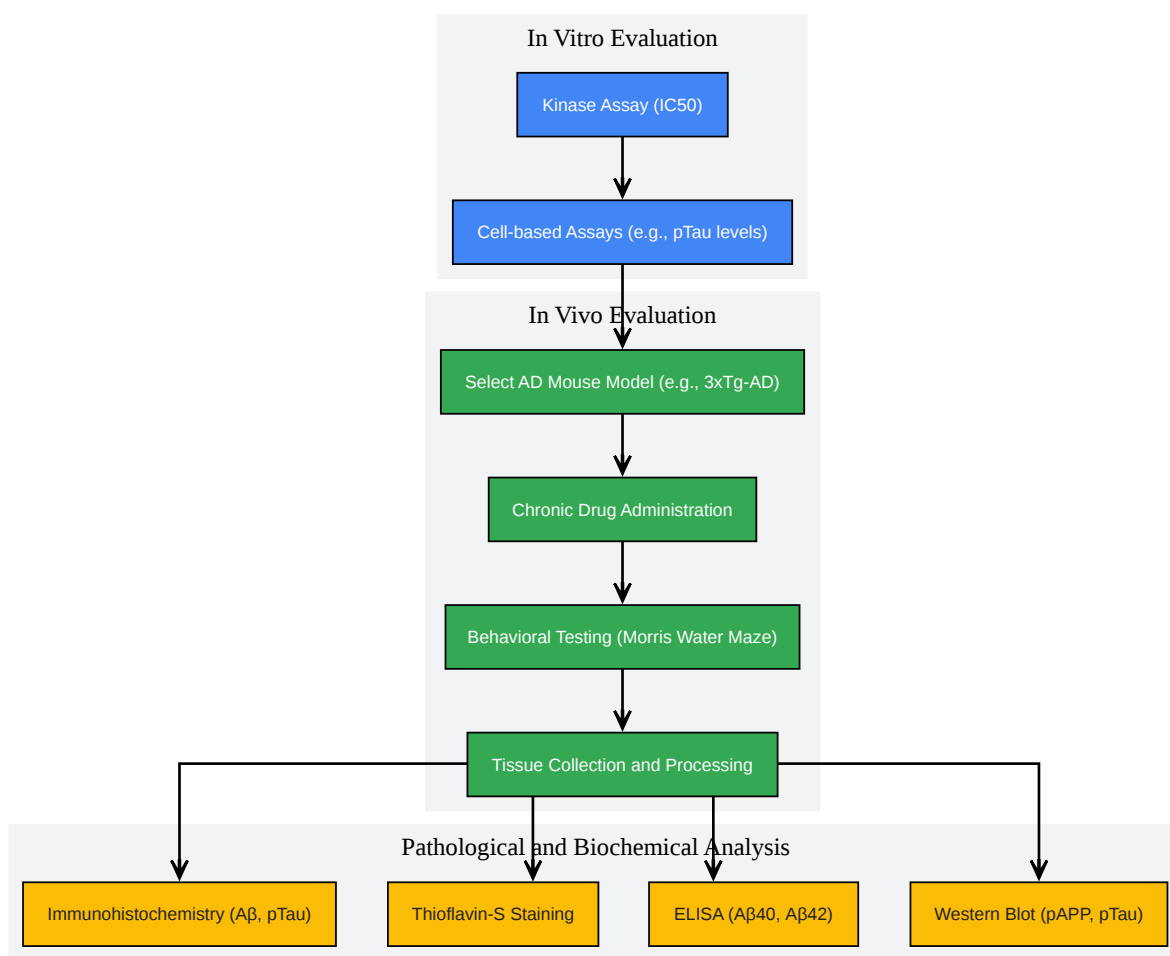 In Vitro Evaluation
Kinase Assay (IC50)
Cell-based Assays (e.g., pTau levels)
In Vivo Evaluation
Select AD Mouse Model (e.g., 3xTg-AD)
Chronic Drug Administration
Behavioral Testing (Morris Water Maze)
Tissue Collection and Processing
Pathological and Biochemical Analysis
Immunohistochemistry (Aβ, pTau)
Thioflavin-S Staining
ELISA (Aβ40, Aβ42)
Western Blot (pAPP, pTau)